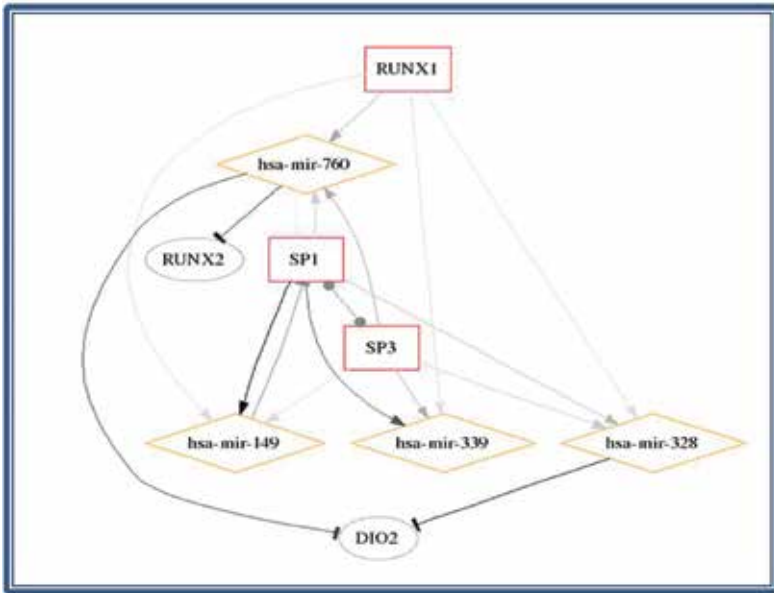 RUNX1
hsa-mir-760
RUNX2
SP1
SP3
hsa-mir-149
hsa-mir-339
hsa-mir-328
DIO2